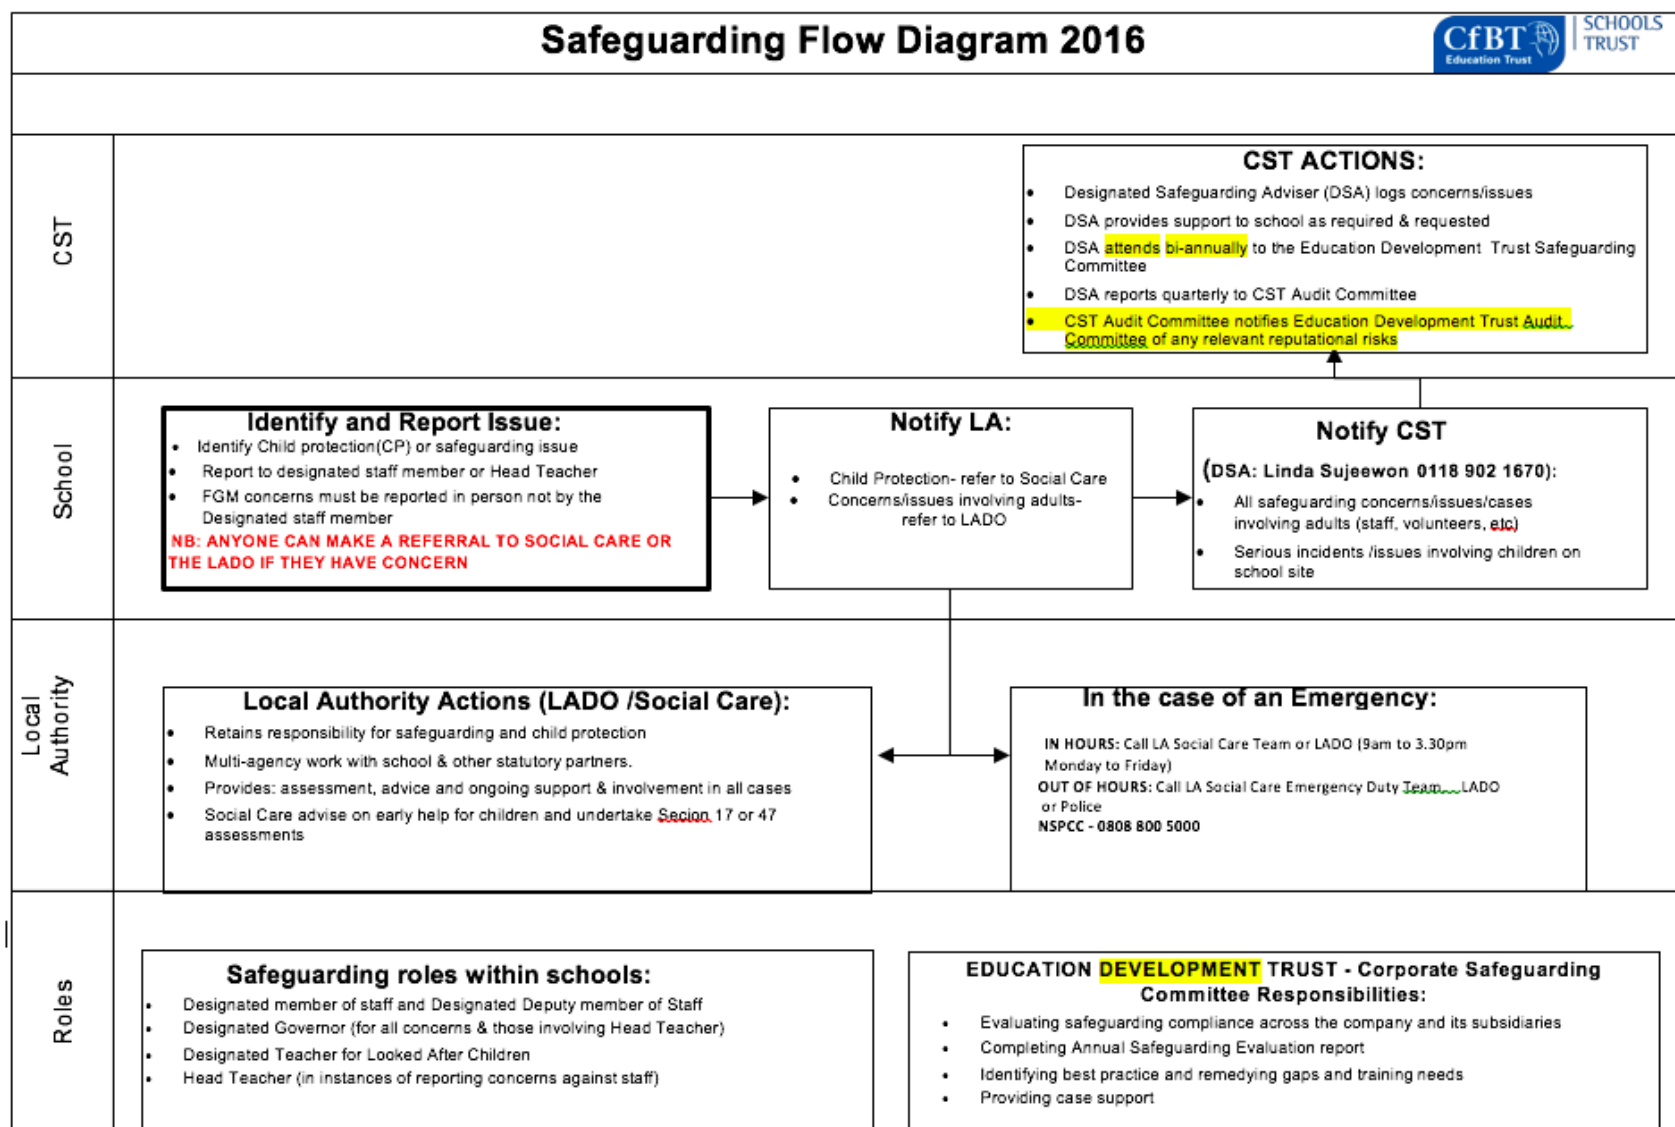 Safeguarding Flow Diagram 2016
CfBT
Education Trust
SCHOOLS
TRUST
CST
CST ACTIONS:
• Designated Safeguarding Adviser (DSA) logs concerns/issues
• DSA provides support to school as required & requested
• DSA attends bi-annually to the Education Development Trust Safeguarding
Committee
• DSA reports quarterly to CST Audit Committee
• CST Audit Committee notifies Education Development Trust Audit
Committee of any relevant reputational risks
School
Identify and Report Issue:
• Identify Child protection(CP) or safeguarding issue
• Report to designated staff member or Head Teacher
• FGM concerns must be reported in person not by the
Designated staff member
NB: ANYONE CAN MAKE A REFERRAL TO SOCIAL CARE OR
THE LADO IF THEY HAVE CONCERN
Notify LA:
• Child Protection- refer to Social Care
• Concerns/issues involving adults-
refer to LADO
Notify CST
(DSA: Linda Sujeewon 0118 902 1670):
• All safeguarding concerns/issues/cases
involving adults (staff, volunteers, etc)
• Serious incidents /issues involving children on
school site
Local
Authority
Local Authority Actions (LADO /Social Care):
• Retains responsibility for safeguarding and child protection
• Multi-agency work with school & other statutory partners.
• Provides: assessment, advice and ongoing support & involvement in all cases
• Social Care advise on early help for children and undertake Secion 17 or 47
assessments
In the case of an Emergency:
IN HOURS: Call LA Social Care Team or LADO (9am to 3.30pm
Monday to Friday)
OUT OF HOURS: Call LA Social Care Emergency Duty Team LADO
or Police
NSPCC - 0808 800 5000
Roles
Safeguarding roles within schools:
• Designated member of staff and Designated Deputy member of Staff
• Designated Governor (for all concerns & those involving Head Teacher)
• Designated Teacher for Looked After Children
• Head Teacher (in instances of reporting concerns against staff)
EDUCATION DEVELOPMENT TRUST - Corporate Safeguarding
Committee Responsibilities:
• Evaluating safeguarding compliance across the company and its subsidiaries
• Completing Annual Safeguarding Evaluation report
• Identifying best practice and remedying gaps and training needs
• Providing case support